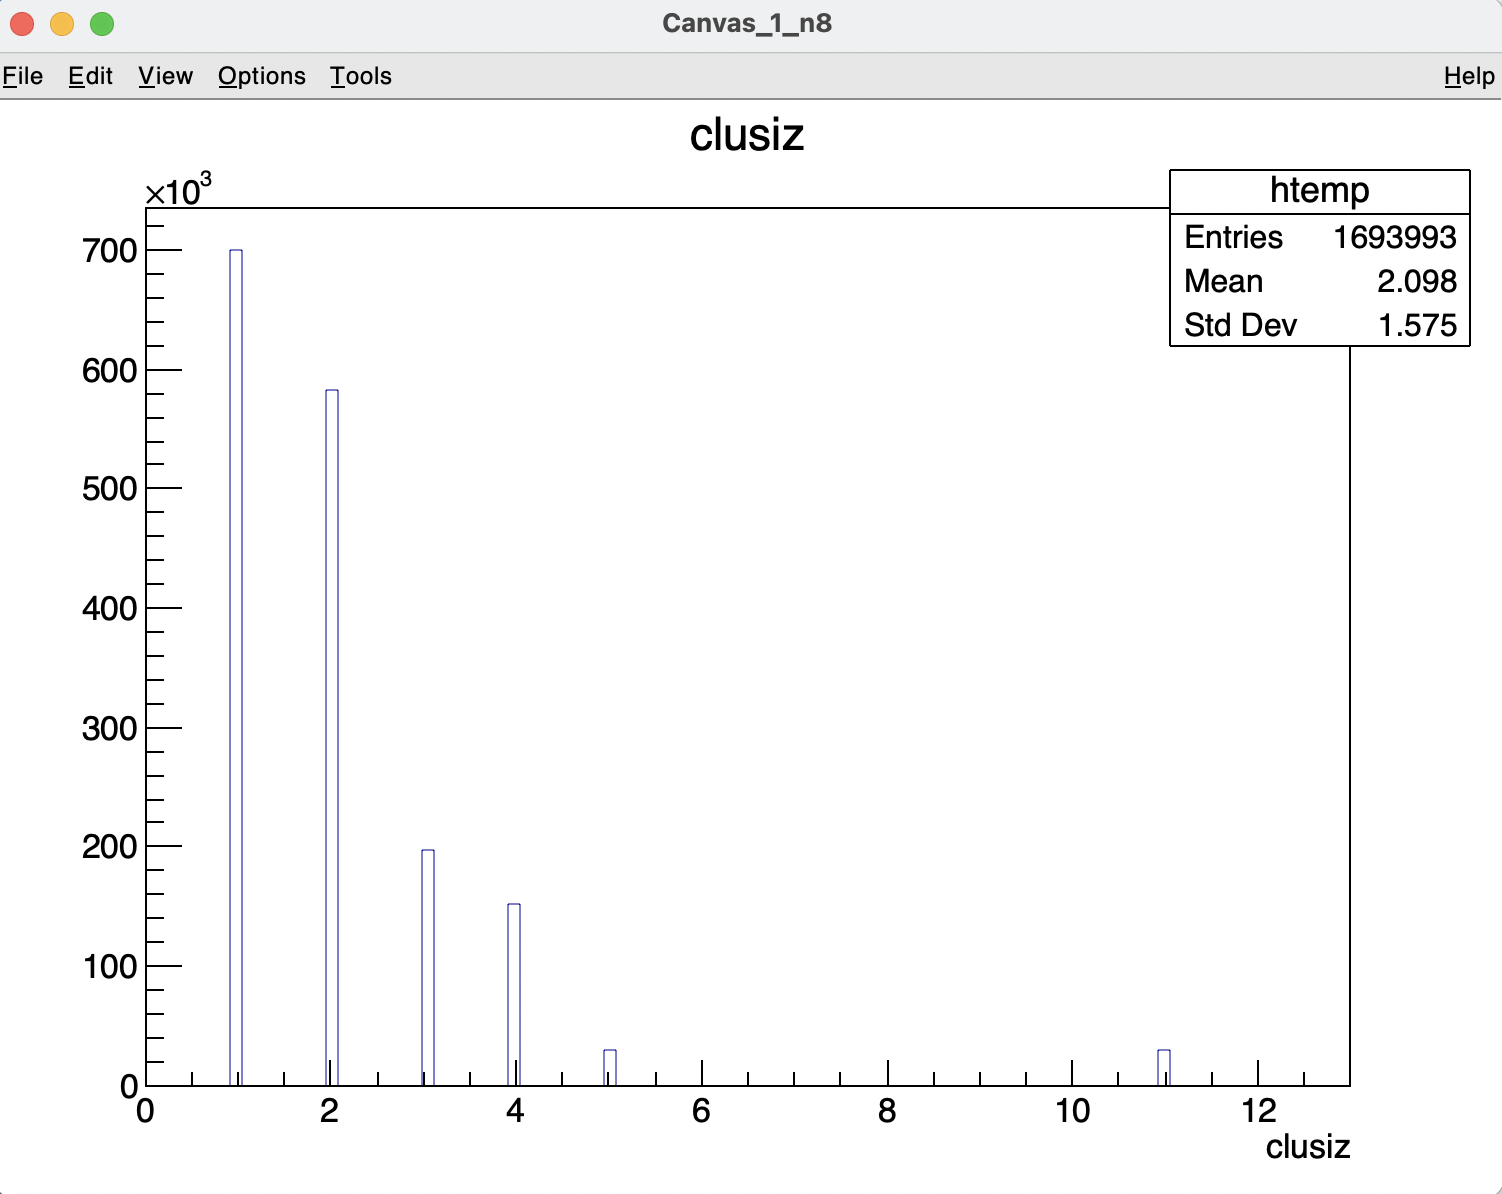 Canvas_1_n8
File Edit View Options Tools Help
clusiz
×10³
htemp
Entries 1693993
Mean 2.098
Std Dev 1.575
700
600
500
400
300
200
100
0
0 2 4 6 8 10 12
clusiz